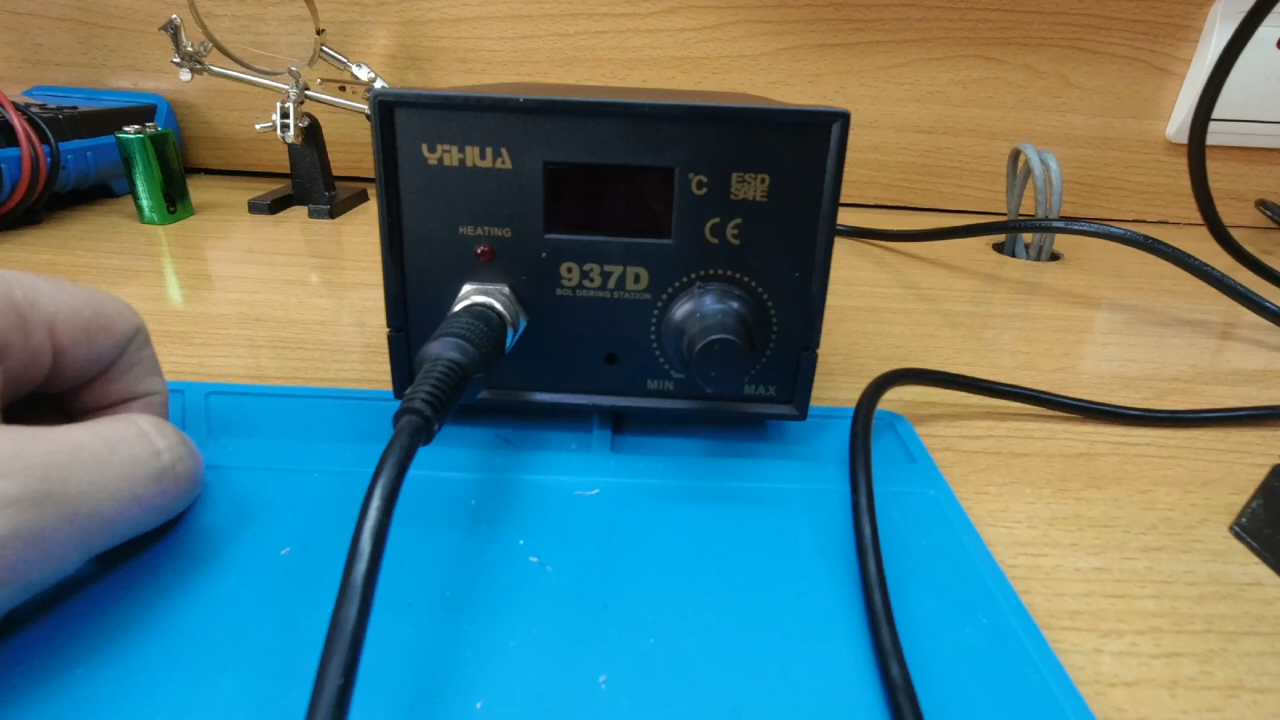 YIHUA
°C
ESD
SAFE
HEATING
CE
937D
SOLDERING STATION
MIN
MAX